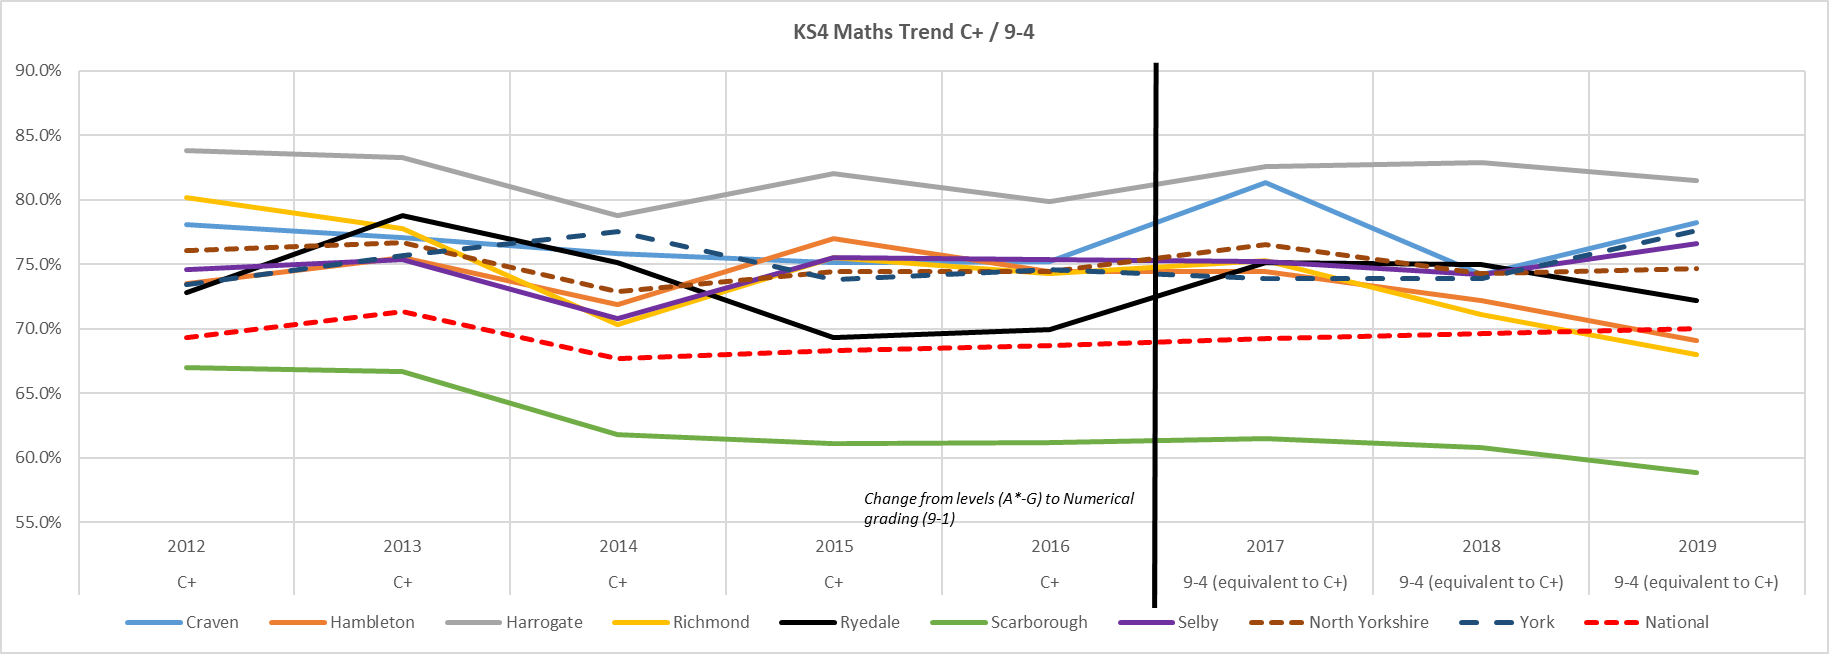 KS4 Maths Trend C+ / 9-4
90.0%
85.0%
80.0%
75.0%
70.0%
65.0%
60.0%
55.0%
Change from levels (A*-G) to Numerical
grading (9-1)
2012 2013 2014 2015 2016 2017 2018 2019
C+ C+ C+ C+ C+ 9-4 (equivalent to C+) 9-4 (equivalent to C+) 9-4 (equivalent to C+)
Craven Hambleton Harrogate Richmond Ryedale Scarborough Selby North Yorkshire York National